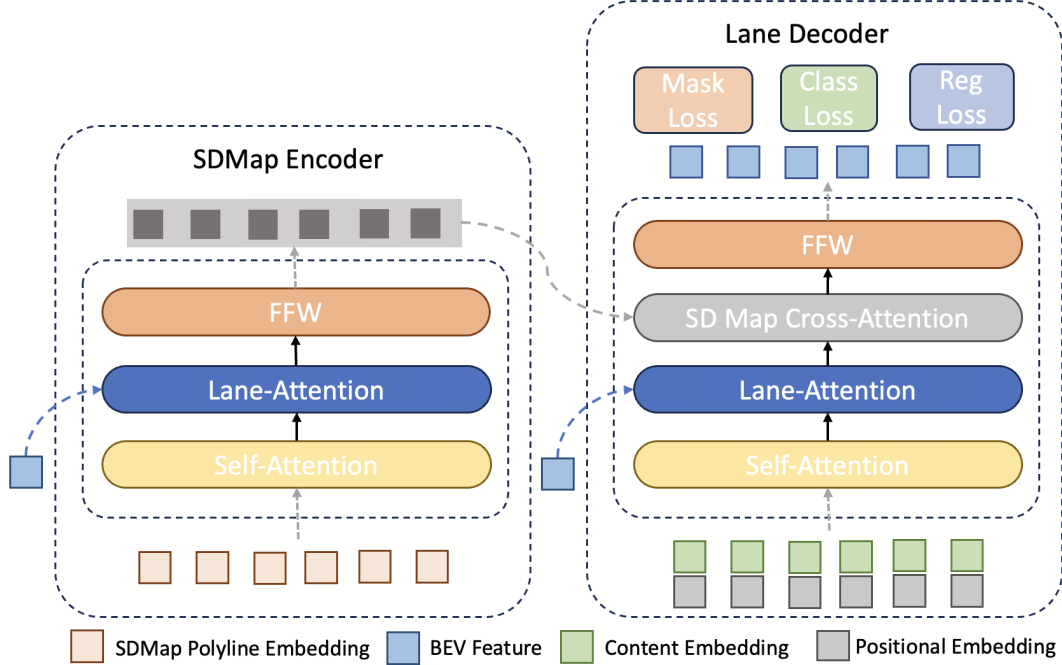 Lane Decoder
Mask
Loss
Class
Loss
Reg
Loss
SDMap Encoder
FFW
Lane-Attention
Self-Attention
FFW
SD Map Cross-Attention
Lane-Attention
Self-Attention
SDMap Polyline Embedding
BEV Feature
Content Embedding
Positional Embedding